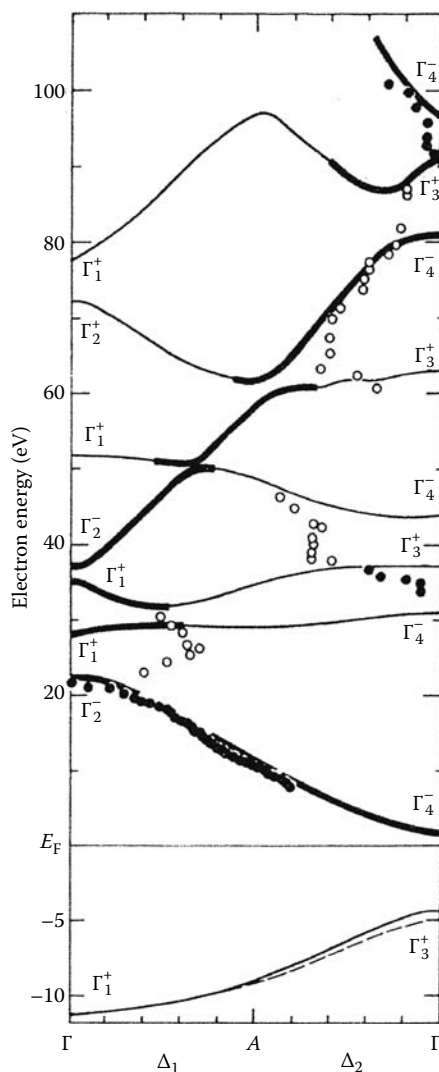 Γ₄⁻
100
Γ₃⁺
80
Γ₁⁺
Γ₄⁻
Γ₂⁺
Γ₃⁺
60
Γ₁⁺
Electron energy (eV)
Γ₂⁻
Γ₄⁻
40
Γ₃⁺
Γ₁⁺
Γ₁⁺
Γ₄⁻
20
Γ₂⁻
Γ₄⁻
E_F
−5
Γ₃⁺
Γ₁⁺
−10
Γ A Γ
Δ₁ Δ₂